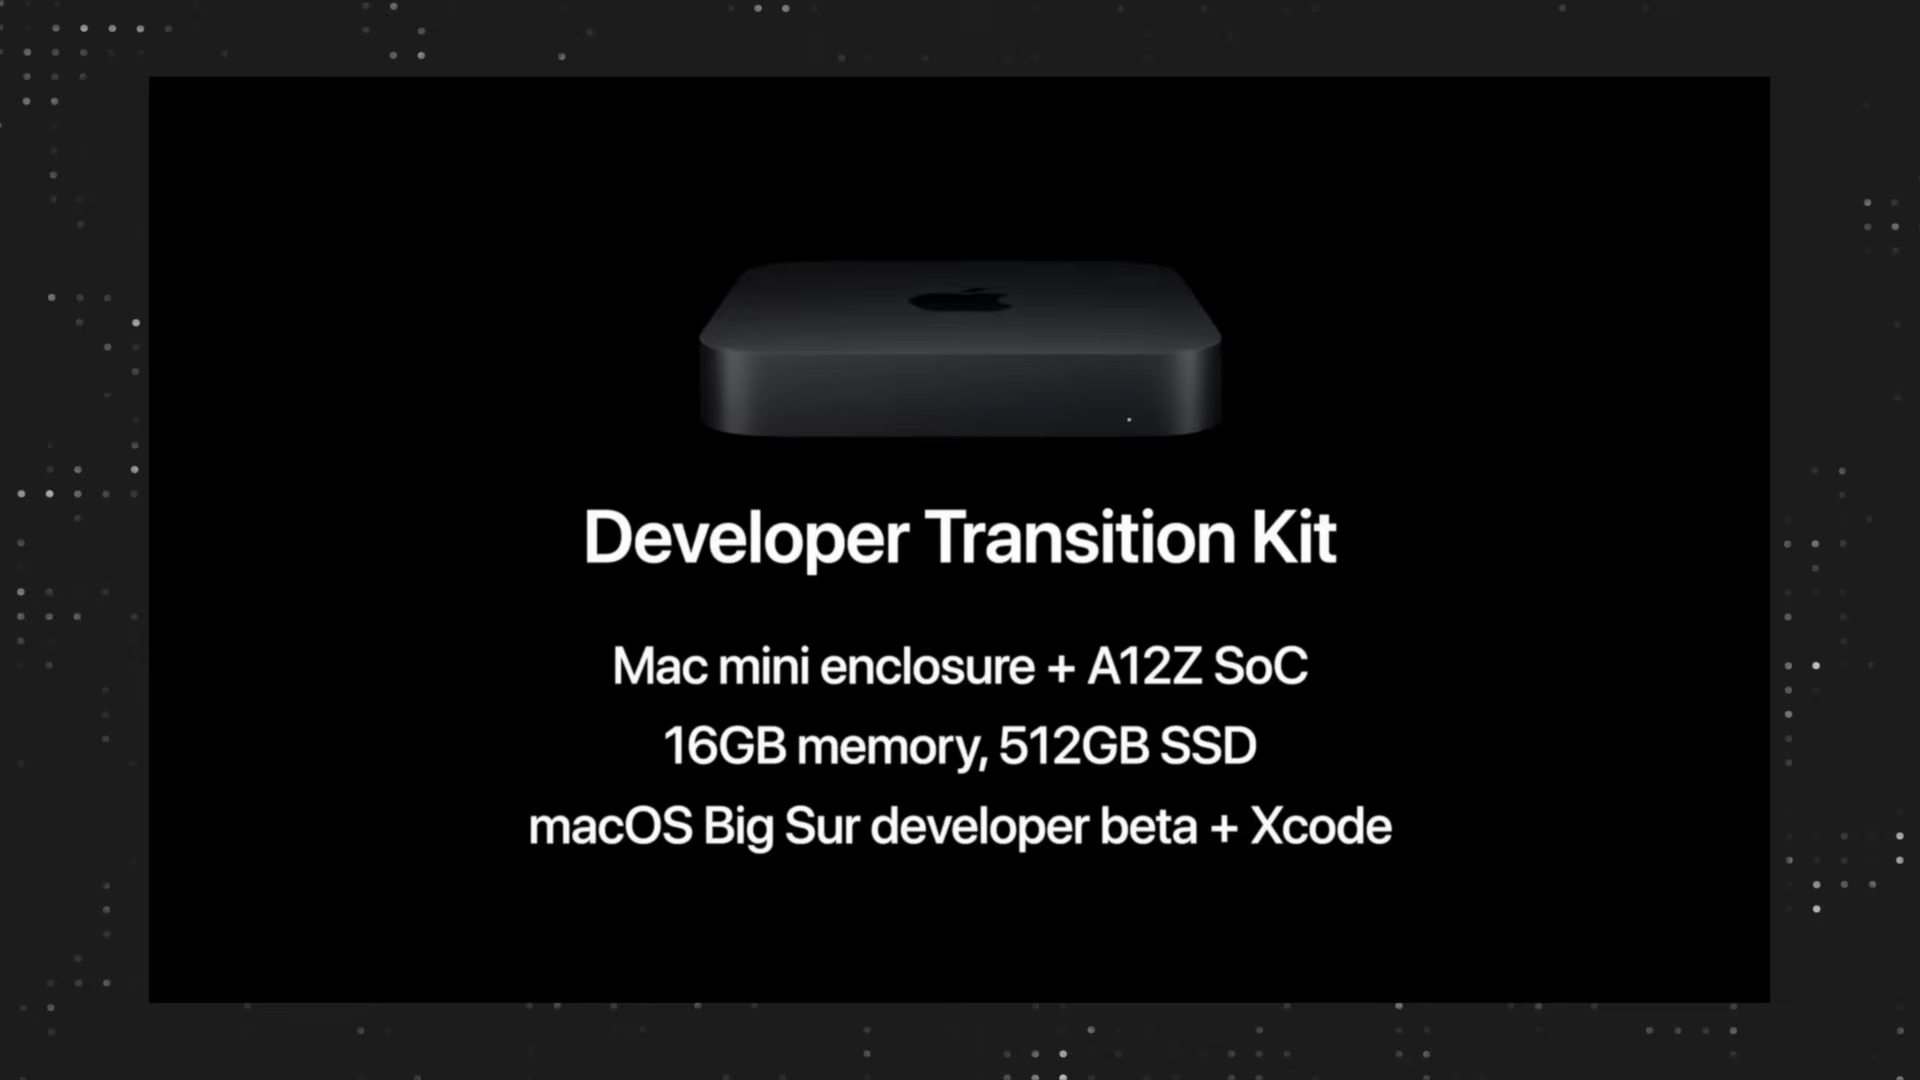 Developer Transition Kit
Mac mini enclosure + A12Z SoC
16GB memory, 512GB SSD
macOS Big Sur developer beta + Xcode